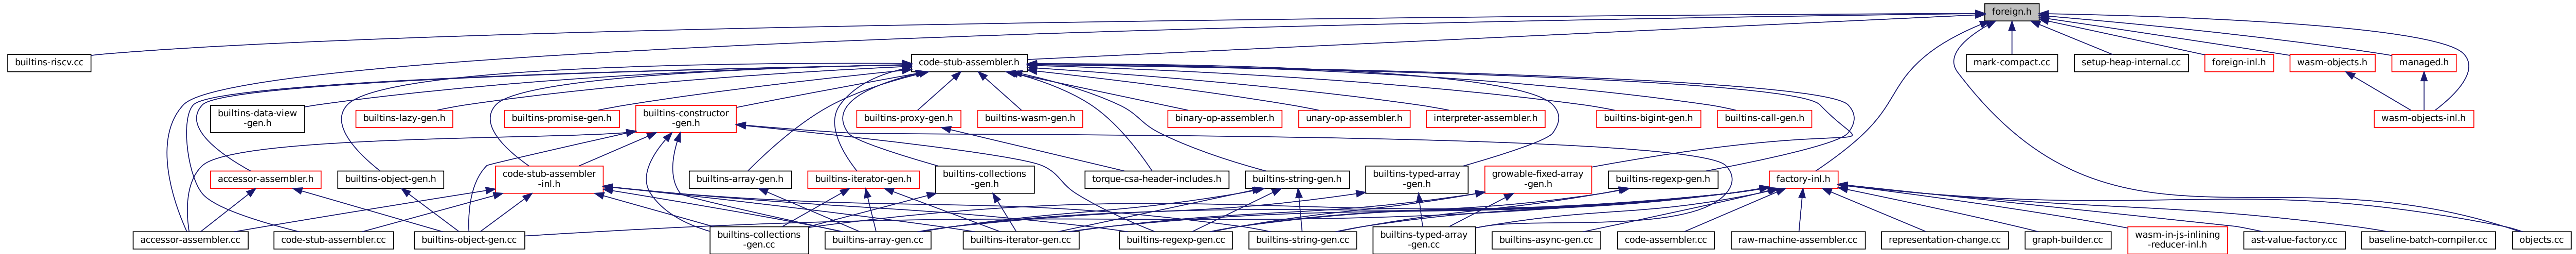 foreign.h
builtins-riscv.cc
code-stub-assembler.h
mark-compact.cc
setup-heap-internal.cc
foreign-inl.h
wasm-objects.h
managed.h
builtins-data-view
-gen.h
builtins-lazy-gen.h
builtins-promise-gen.h
builtins-constructor
-gen.h
builtins-proxy-gen.h
builtins-wasm-gen.h
binary-op-assembler.h
unary-op-assembler.h
interpreter-assembler.h
builtins-bigint-gen.h
builtins-call-gen.h
wasm-objects-inl.h
accessor-assembler.h
builtins-object-gen.h
code-stub-assembler
-inl.h
builtins-array-gen.h
builtins-iterator-gen.h
builtins-collections
-gen.h
torque-csa-header-includes.h
builtins-string-gen.h
builtins-typed-array
-gen.h
growable-fixed-array
-gen.h
builtins-regexp-gen.h
factory-inl.h
accessor-assembler.cc
code-stub-assembler.cc
builtins-object-gen.cc
builtins-collections
-gen.cc
builtins-array-gen.cc
builtins-iterator-gen.cc
builtins-regexp-gen.cc
builtins-string-gen.cc
builtins-typed-array
-gen.cc
builtins-async-gen.cc
code-assembler.cc
raw-machine-assembler.cc
representation-change.cc
graph-builder.cc
wasm-in-js-inlining
-reducer-inl.h
ast-value-factory.cc
baseline-batch-compiler.cc
objects.cc